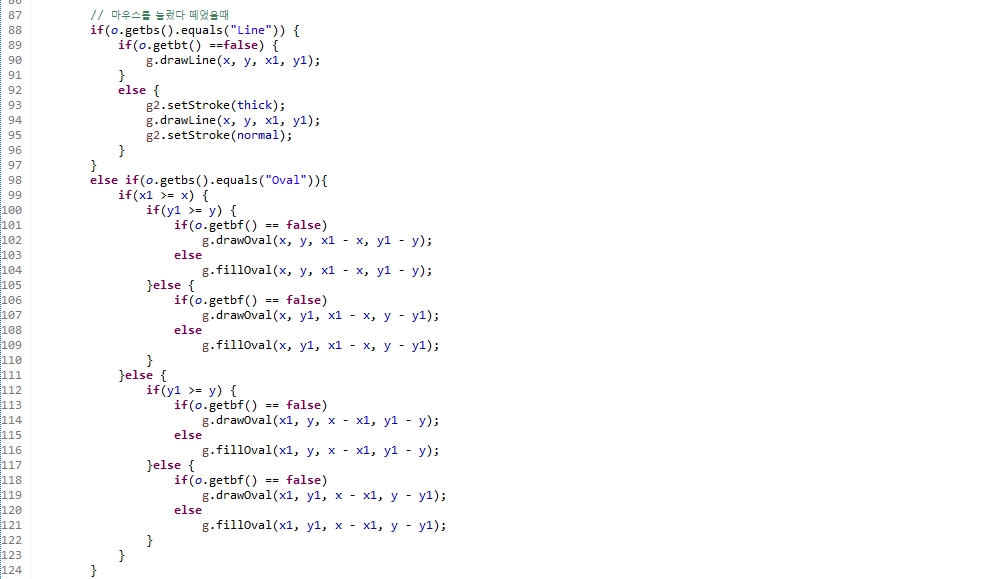 87 // 마우스를 눌렀다 떼었을때
88 if(o.getbs().equals("Line")) {
89 if(o.getbt() ==false) {
90 g.drawLine(x, y, x1, y1);
91 }
92 else {
93 g2.setStroke(thick);
94 g.drawLine(x, y, x1, y1);
95 g2.setStroke(normal);
96 }
97 }
98 else if(o.getbs().equals("Oval")){
99 if(x1 >= x) {
100 if(y1 >= y) {
101 if(o.getbf() == false)
102 g.drawOval(x, y, x1 - x, y1 - y);
103 else
104 g.fillOval(x, y, x1 - x, y1 - y);
105 }else {
106 if(o.getbf() == false)
107 g.drawOval(x, y1, x1 - x, y - y1);
108 else
109 g.fillOval(x, y1, x1 - x, y - y1);
110 }
111 }else {
112 if(y1 >= y) {
113 if(o.getbf() == false)
114 g.drawOval(x1, y, x - x1, y1 - y);
115 else
116 g.fillOval(x1, y, x - x1, y1 - y);
117 }else {
118 if(o.getbf() == false)
119 g.drawOval(x1, y1, x - x1, y - y1);
120 else
121 g.fillOval(x1, y1, x - x1, y - y1);
122 }
123 }
124 }